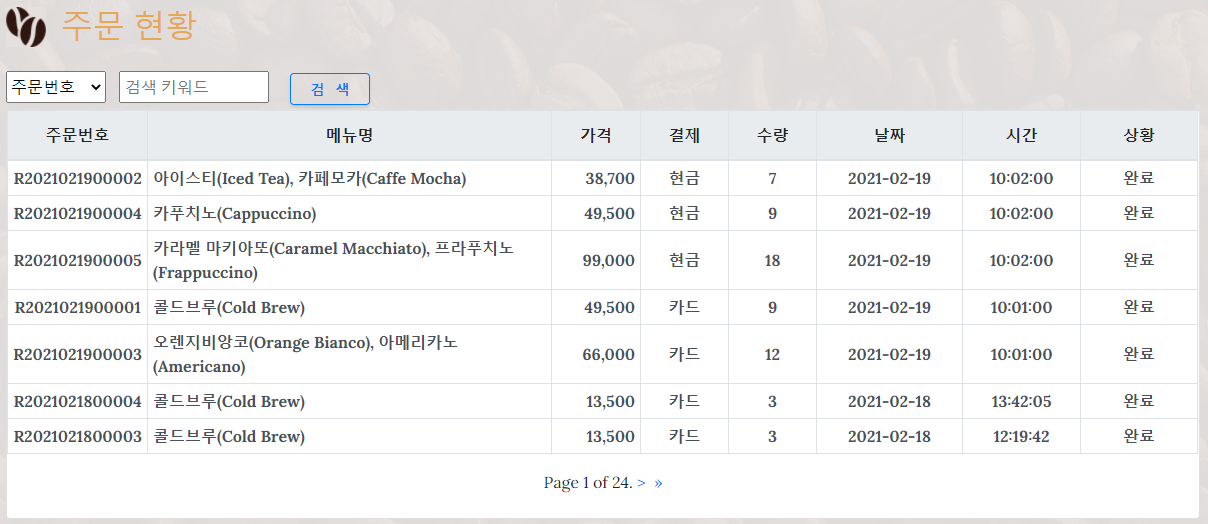 주문 현황
주문번호 검색 키워드 검 색
주문번호 메뉴명 가격 결제 수량 날짜 시간 상황
R2021021900002 아이스티(Iced Tea), 카페모카(Caffe Mocha) 38,700 현금 7 2021-02-19 10:02:00 완료
R2021021900004 카푸치노(Cappuccino) 49,500 현금 9 2021-02-19 10:02:00 완료
카라멜 마키아또(Caramel Macchiato), 프라푸치노
R2021021900005 (Frappuccino) 99,000 현금 18 2021-02-19 10:02:00 완료
R2021021900001 콜드브루(Cold Brew) 49,500 카드 9 2021-02-19 10:01:00 완료
오렌지비앙코(Orange Bianco), 아메리카노
R2021021900003 (Americano) 66,000 카드 12 2021-02-19 10:01:00 완료
R2021021800004 콜드브루(Cold Brew) 13,500 카드 3 2021-02-18 13:42:05 완료
R2021021800003 콜드브루(Cold Brew) 13,500 카드 3 2021-02-18 12:19:42 완료
Page 1 of 24. > »